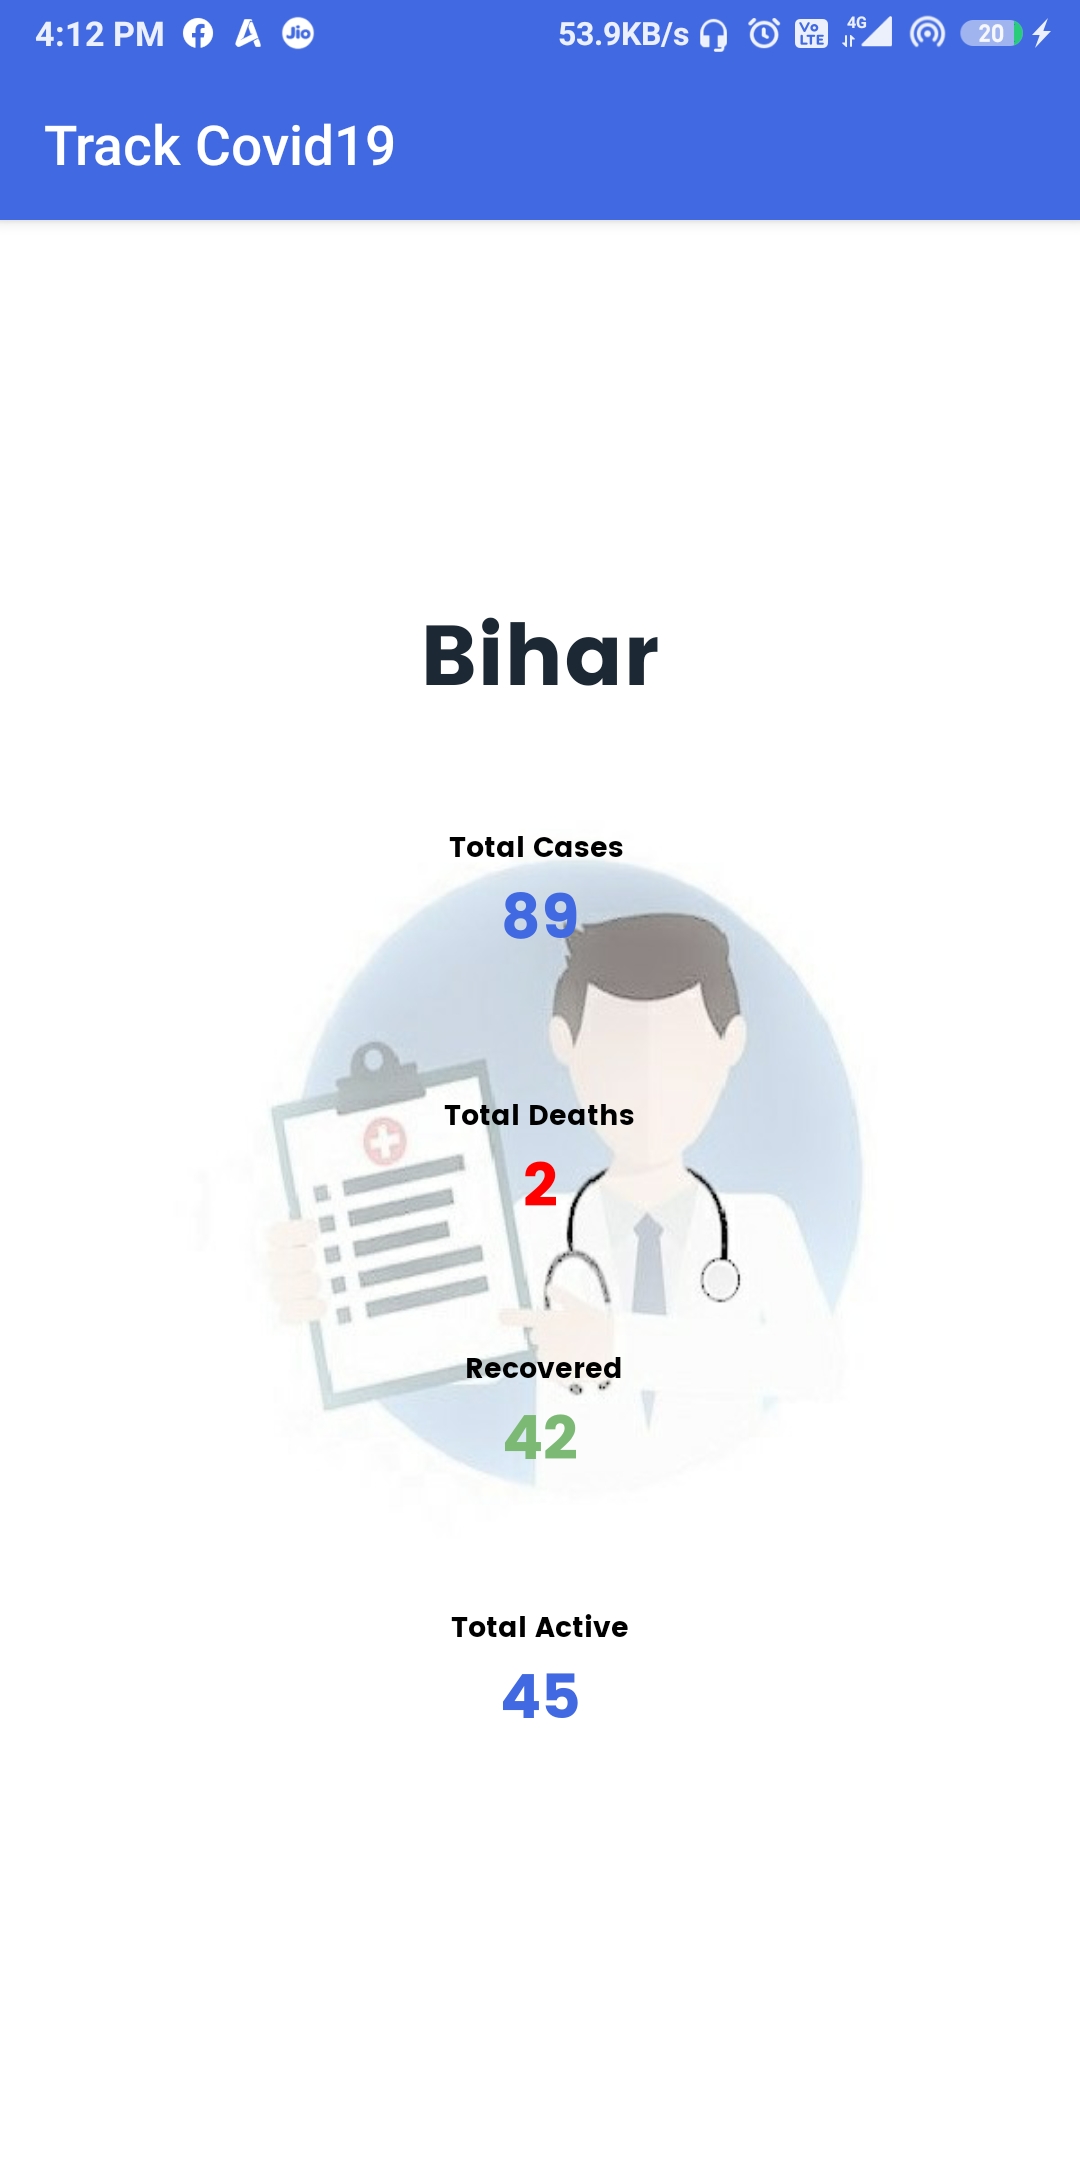 4:12 PM Jio 53.9KB/s Vo LTE 4G 20
Track Covid19
Bihar
Total Cases
89
Total Deaths
2
Recovered
42
Total Active
45